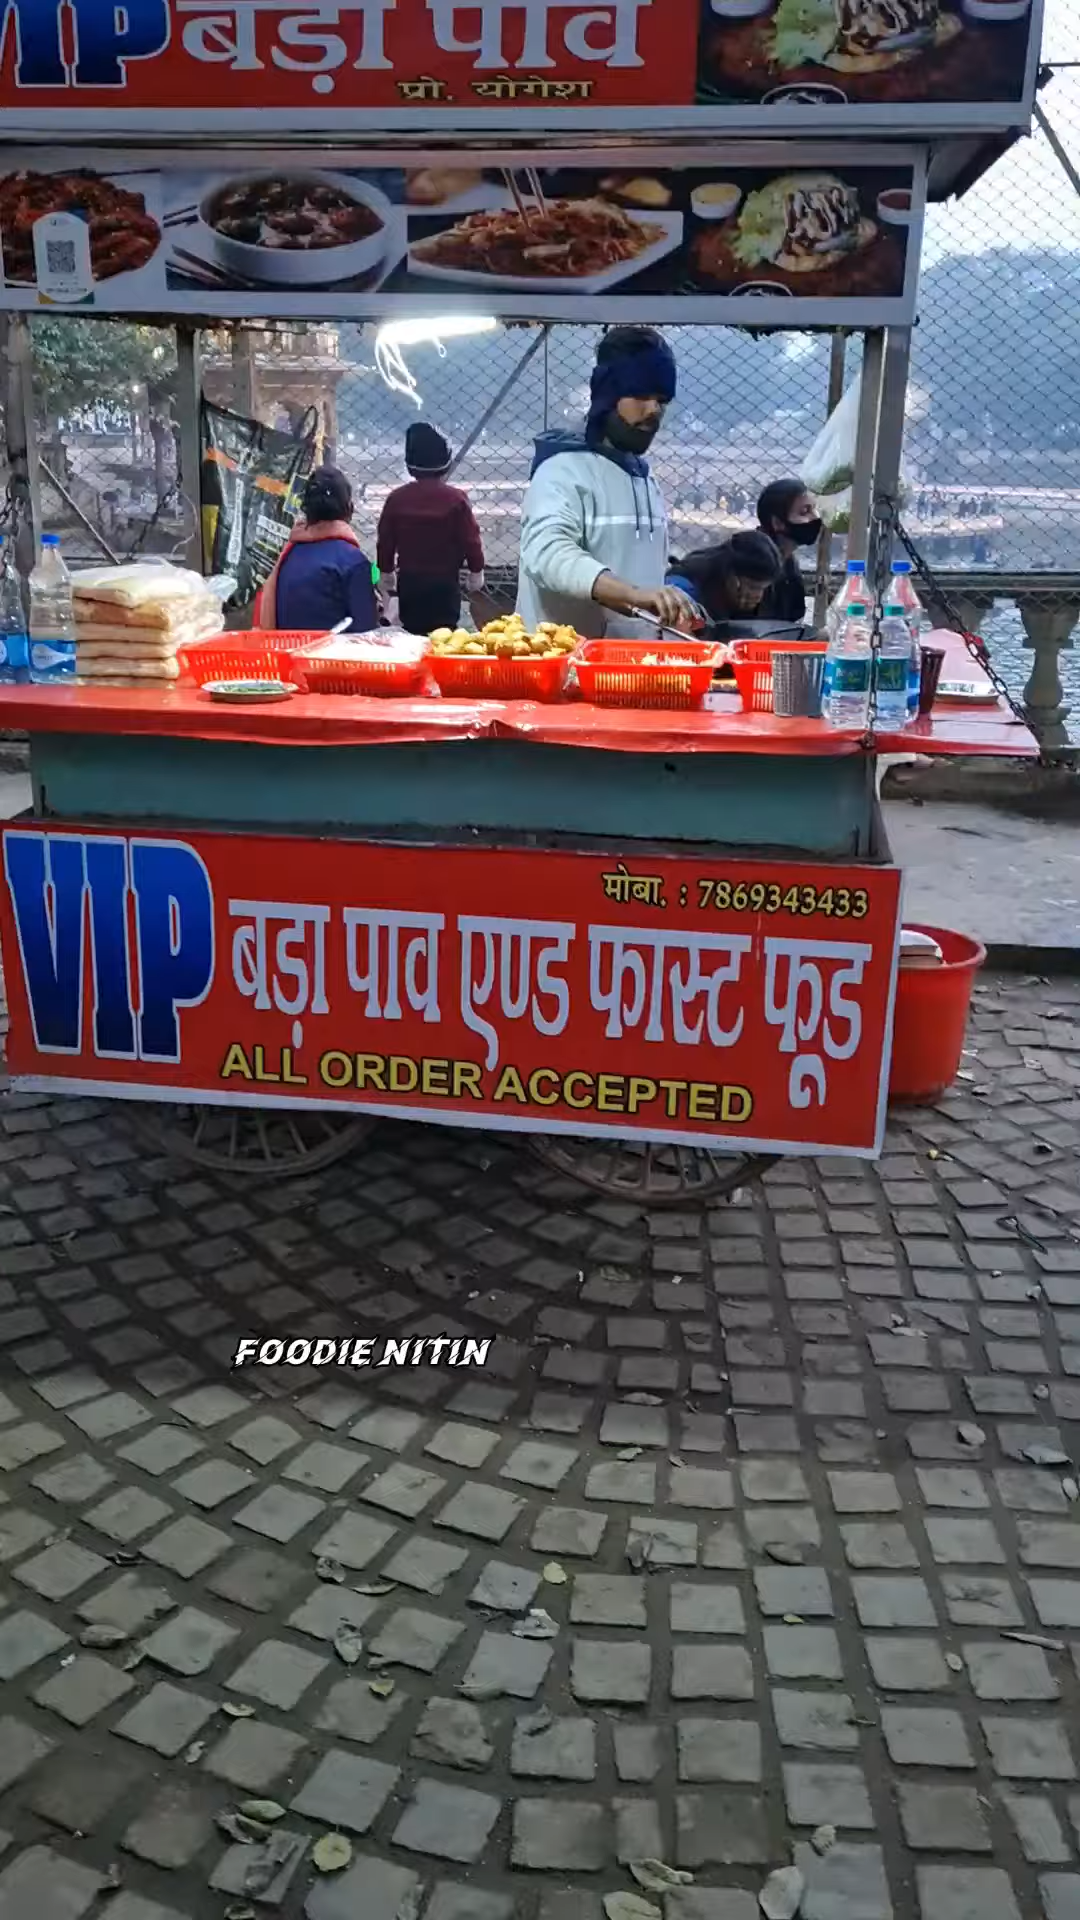 VIP बड़ा पाव
प्रो. योगेश
मोबा. : 7869343433
VIP बड़ा पाव एण्ड फास्ट फूड
ALL ORDER ACCEPTED
FOODIE NITIN